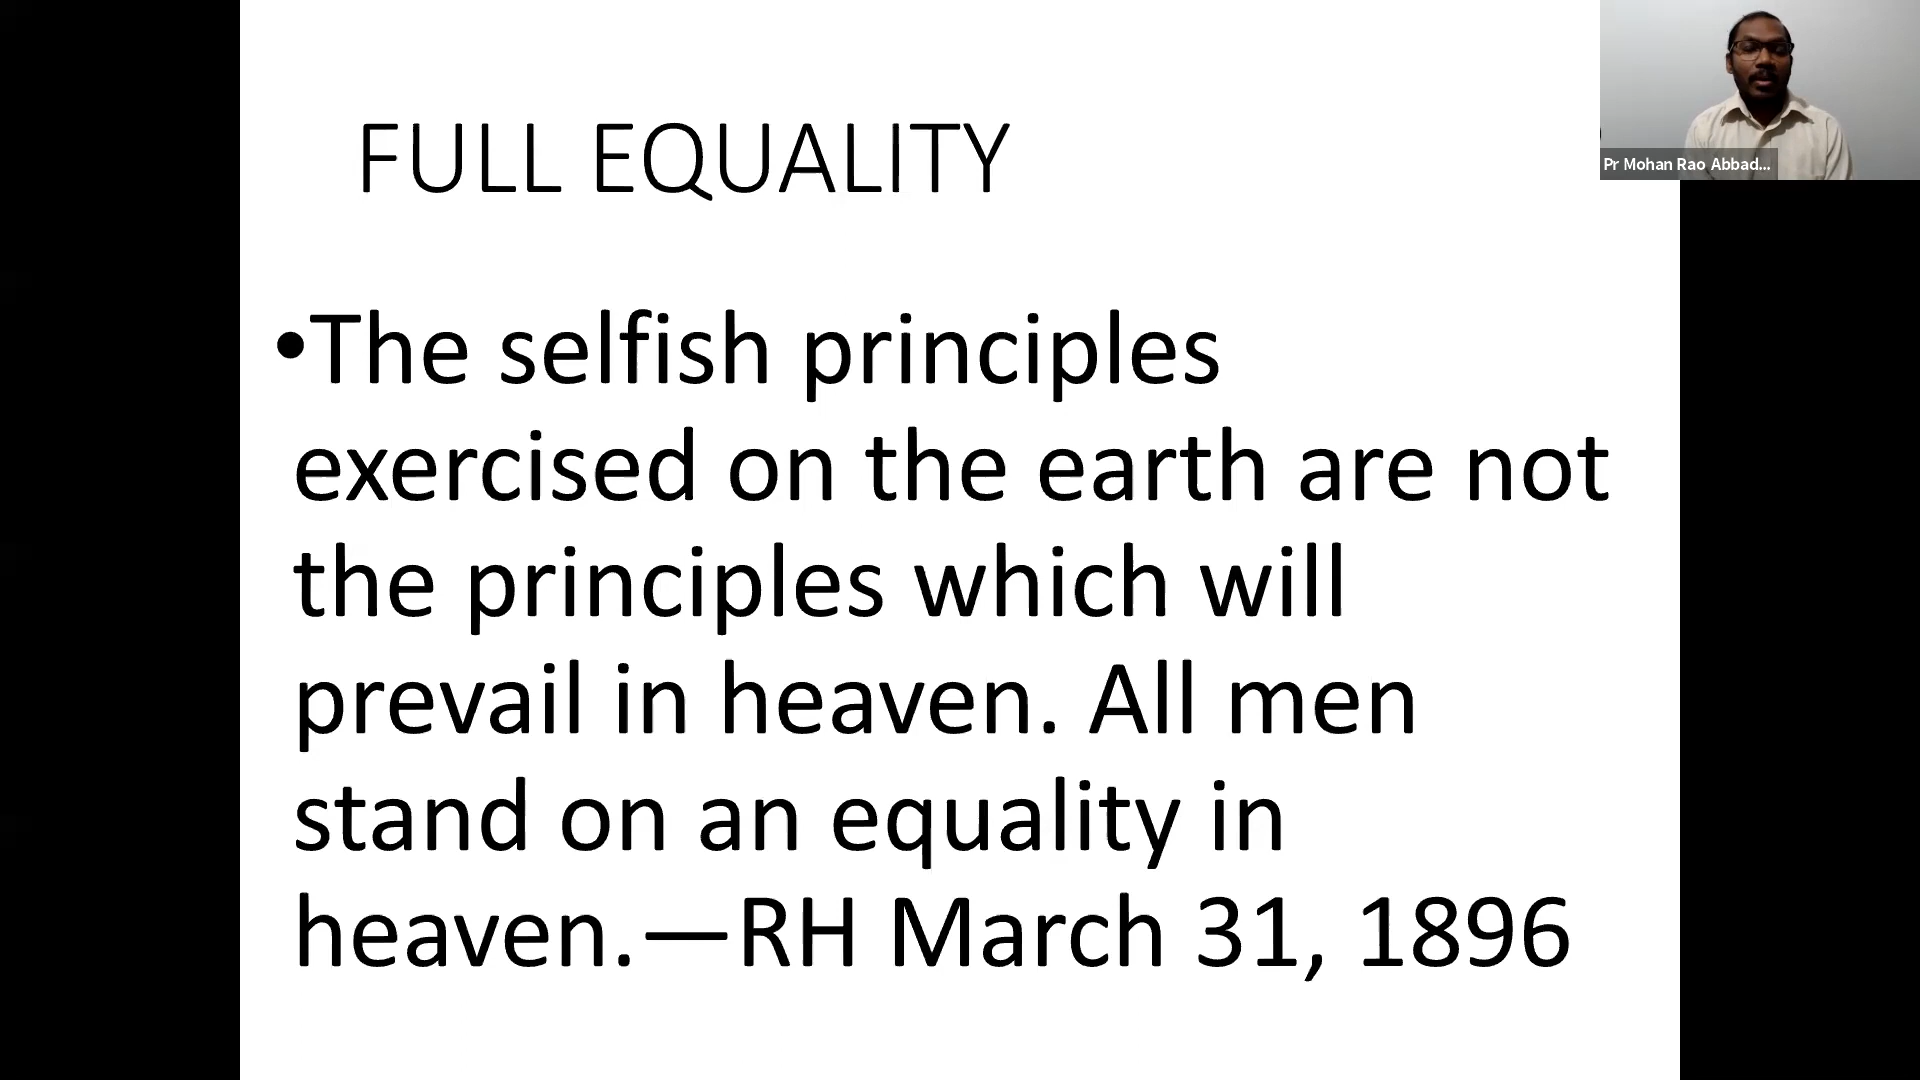 FULL EQUALITY
•The selfish principles
exercised on the earth are not
the principles which will
prevail in heaven. All men
stand on an equality in
heaven.—RH March 31, 1896
Pr Mohan Rao Abbad...